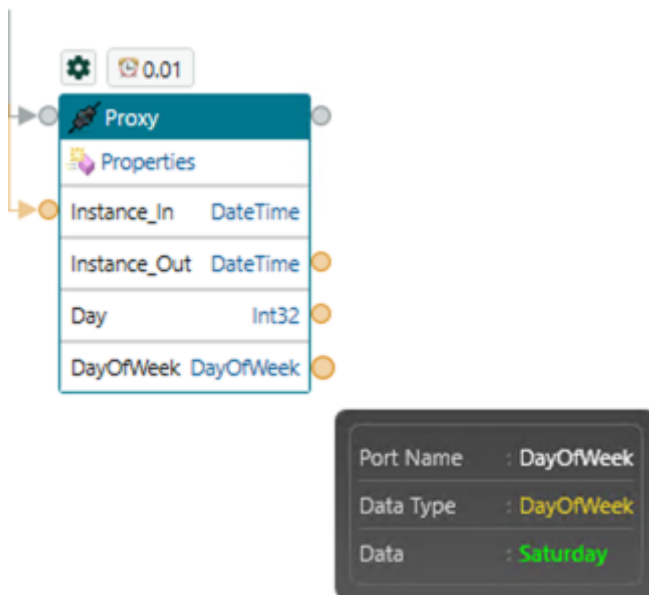 0.01
Proxy
Properties
Instance_In DateTime
Instance_Out DateTime
Day Int32
DayOfWeek DayOfWeek
Port Name : DayOfWeek
Data Type : DayOfWeek
Data : Saturday